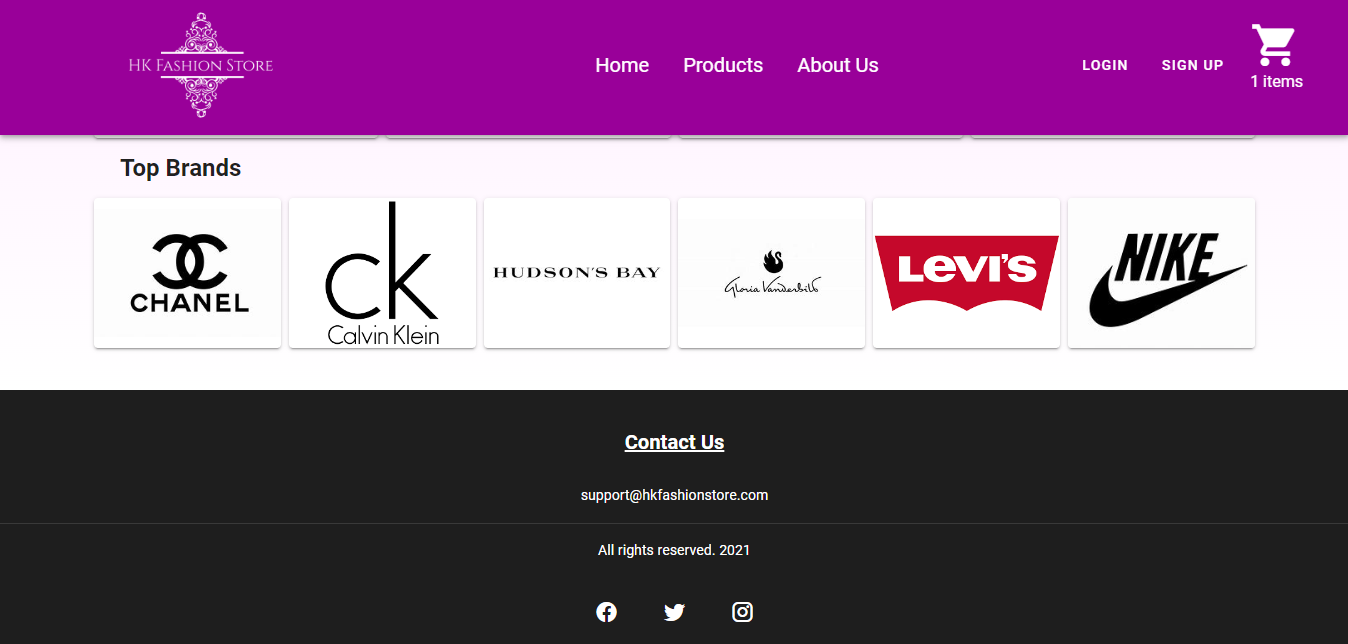 HK FASHION STORE
Home Products About Us
LOGIN SIGN UP
1 items
Top Brands
CHANEL
ck
Calvin Klein
HUDSON'S BAY
Gloria Vanderbilt
LEVI'S
NIKE
Contact Us
support@hkfashionstore.com
All rights reserved. 2021